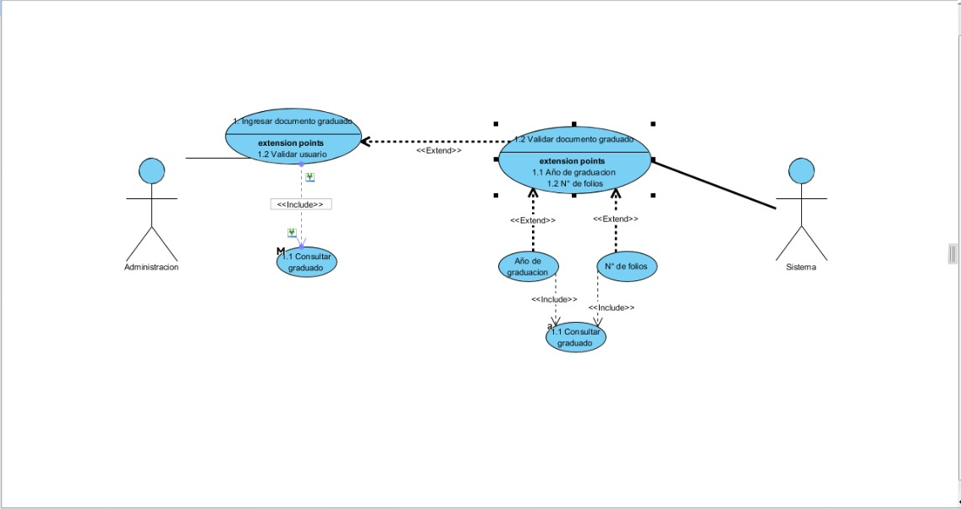 1. Ingresar documento graduado
extension points
1.2 Validar usuario
<<Extend>>
1.2 Validar documento graduado
extension points
1.1 Año de graduacion
1.2 N° de folios
<<Include>>
<<Extend>>
<<Extend>>
M
1.1 Consultar
graduado
Año de
graduacion
N° de folios
Administracion
Sistema
<<Include>>
<<Include>>
a
1.1 Consultar
graduado